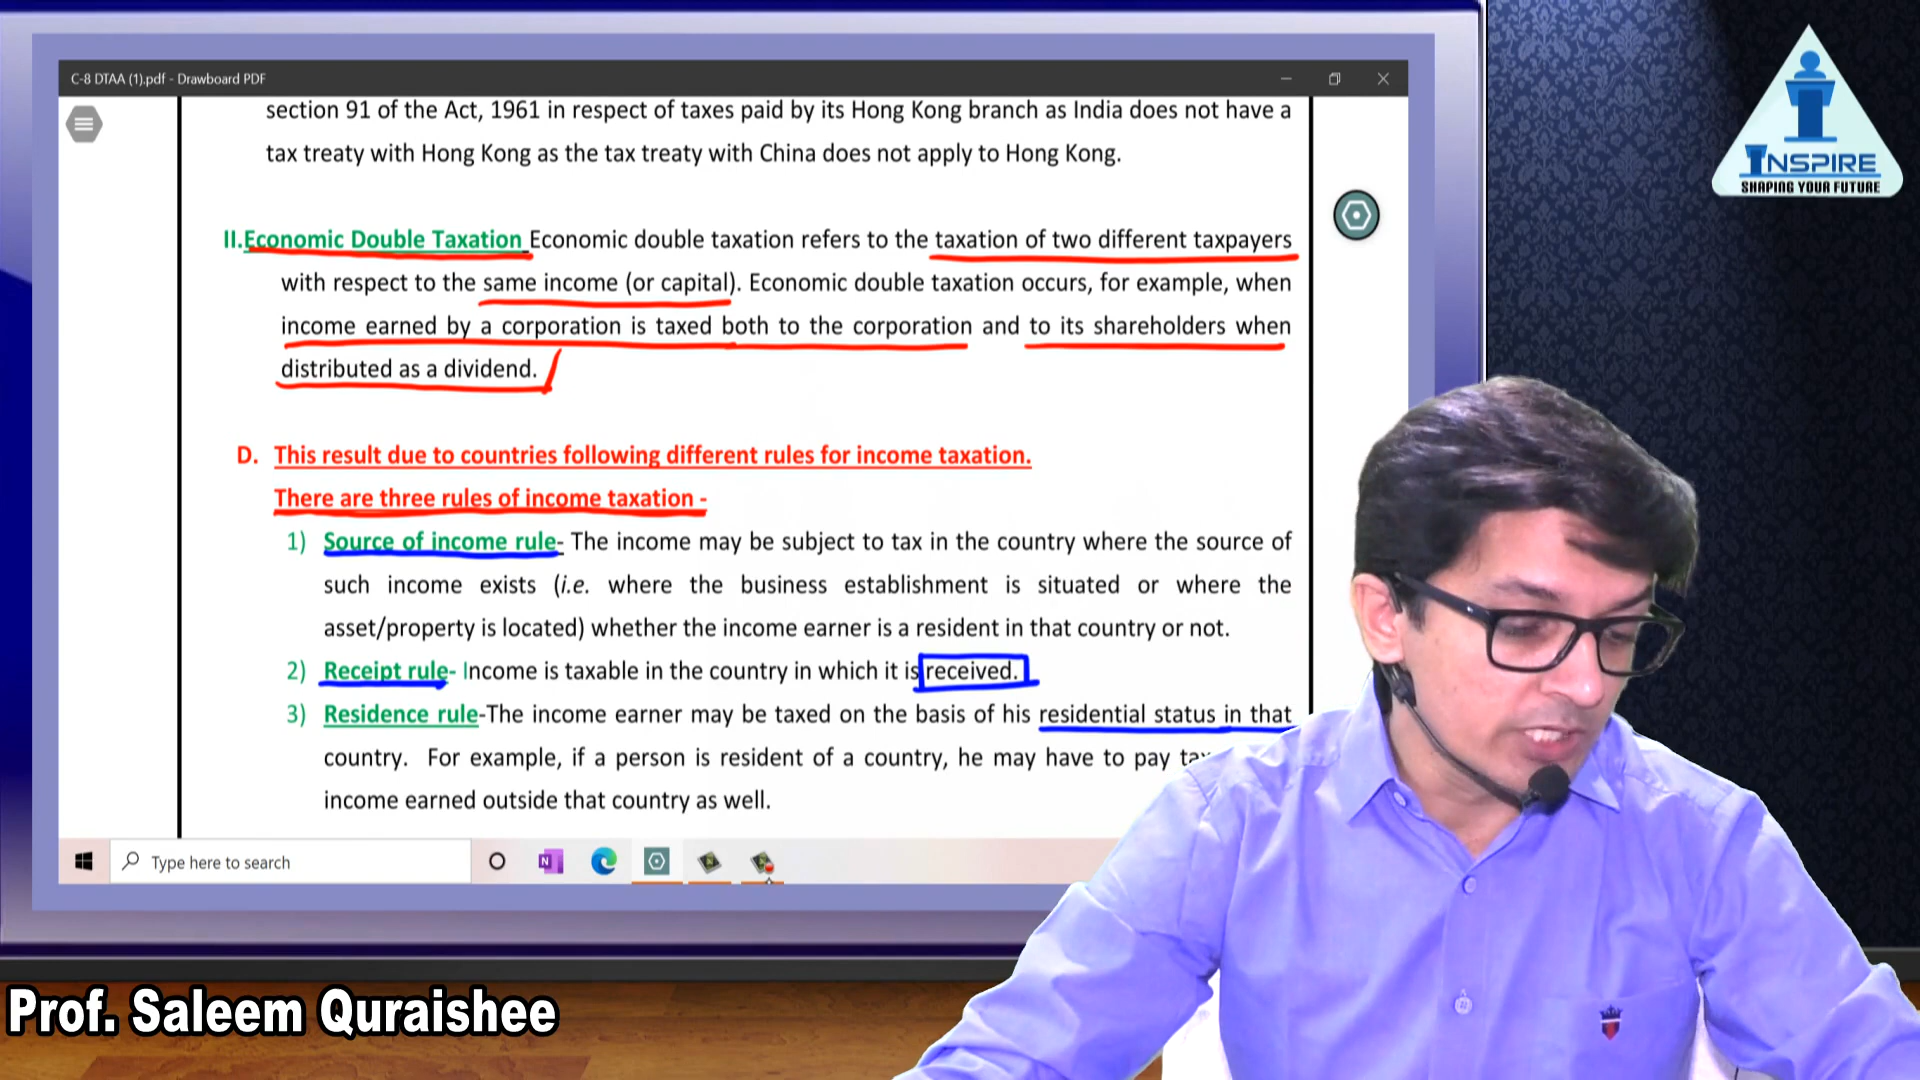 C-8 DTAA (1).pdf - Drawboard PDF
section 91 of the Act, 1961 in respect of taxes paid by its Hong Kong branch as India does not have a
tax treaty with Hong Kong as the tax treaty with China does not apply to Hong Kong.
II.Economic Double Taxation Economic double taxation refers to the taxation of two different taxpayers
with respect to the same income (or capital). Economic double taxation occurs, for example, when
income earned by a corporation is taxed both to the corporation and to its shareholders when
distributed as a dividend.
D. This result due to countries following different rules for income taxation.
There are three rules of income taxation -
1) Source of income rule- The income may be subject to tax in the country where the source of
such income exists (i.e. where the business establishment is situated or where the
asset/property is located) whether the income earner is a resident in that country or not.
2) Receipt rule- Income is taxable in the country in which it is received.
3) Residence rule-The income earner may be taxed on the basis of his residential status in that
country. For example, if a person is resident of a country, he may have to pay
income earned outside that country as well.
Type here to search
N
INSPIRE
SHAPING YOUR FUTURE
Prof. Saleem Quraishee